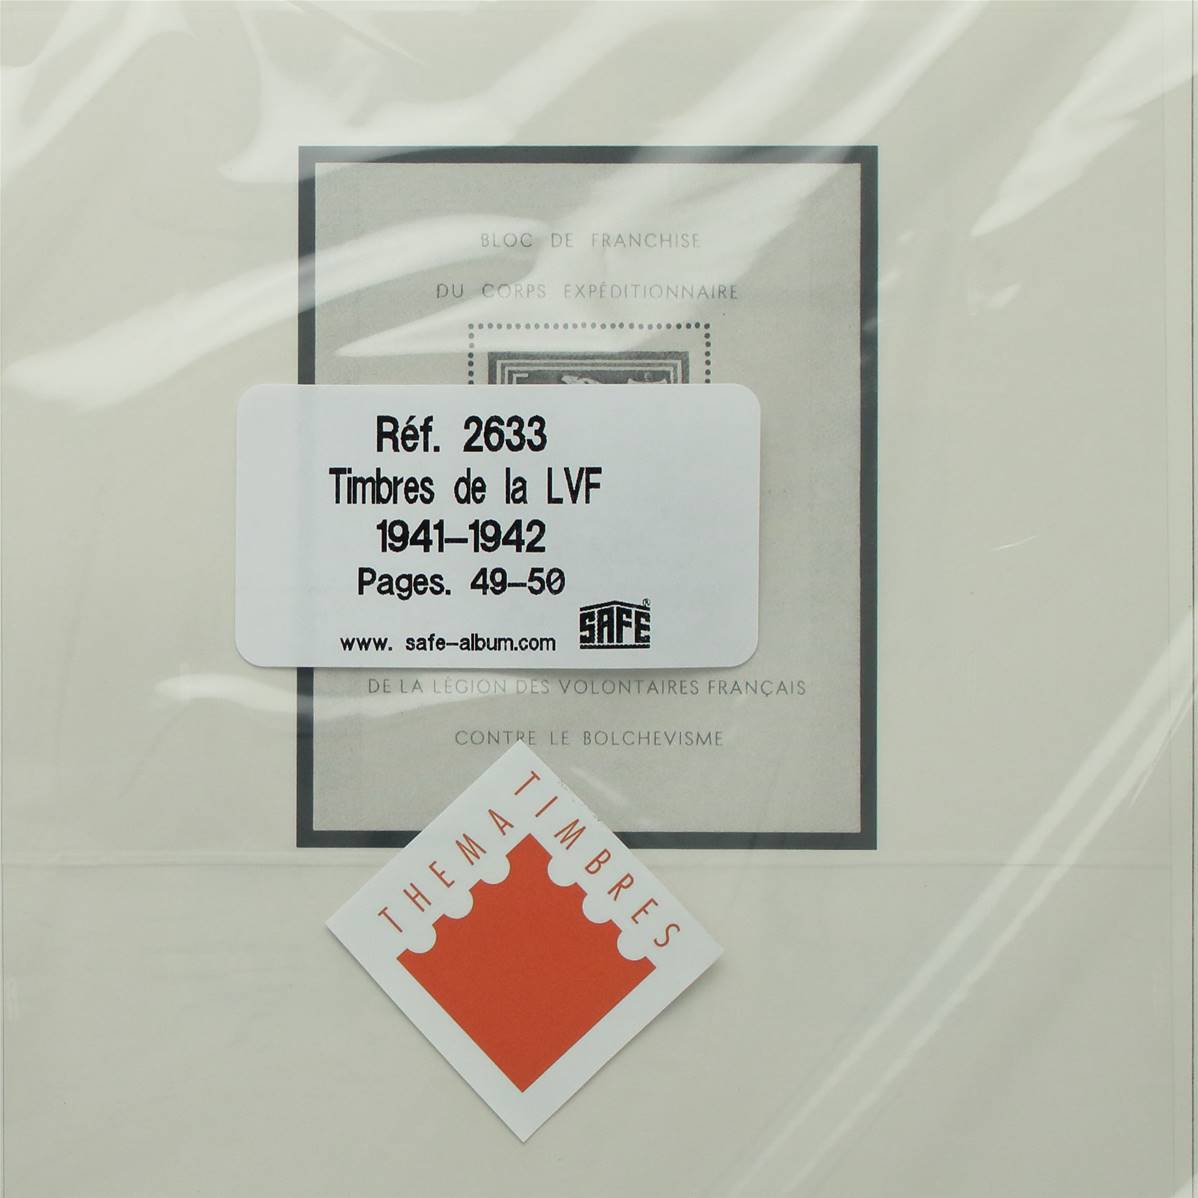 BLOC DE FRANCHISE
DU CORPS EXPÉDITIONNAIRE
Réf. 2633
Timbres de la LVF
1941-1942
Pages. 49-50
www. safe-album.com
SAFE®
DE LA LÉGION DES VOLONTAIRES FRANÇAIS
CONTRE LE BOLCHEVISME
THEMA TIMBRES